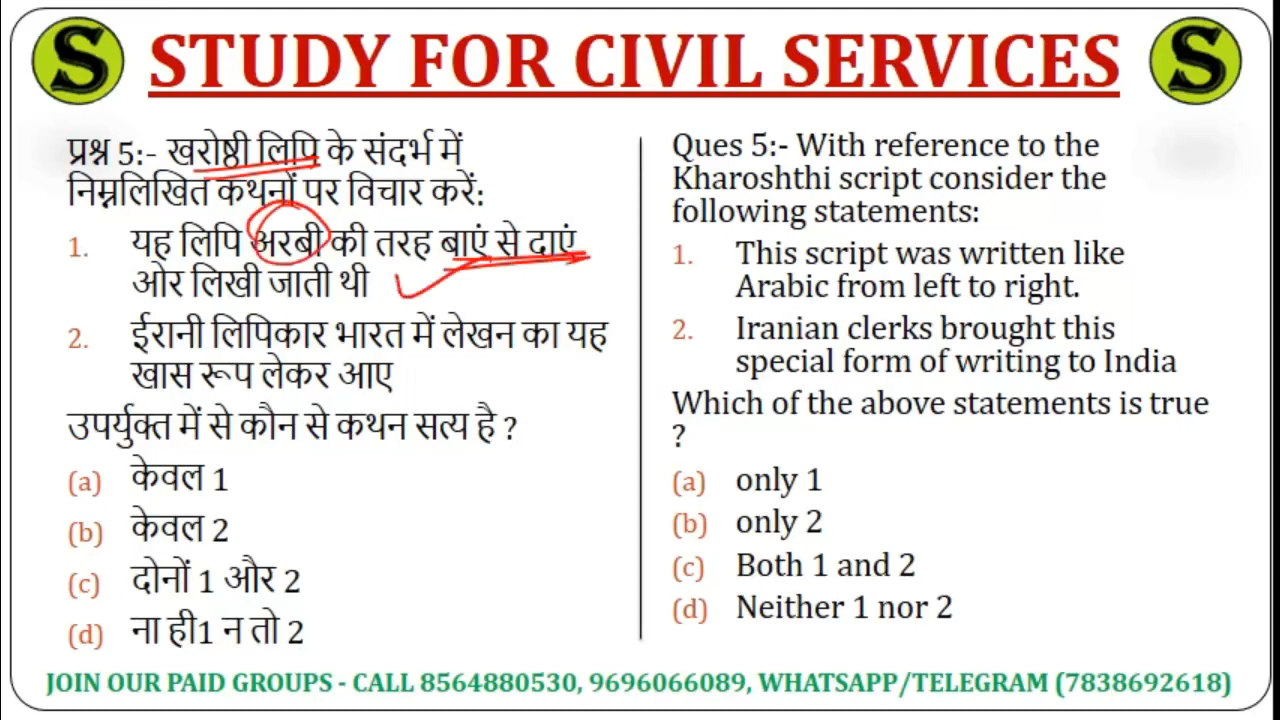 S
STUDY FOR CIVIL SERVICES
S
प्रश्न 5:- खरोष्ठी लिपि के संदर्भ में
निम्नलिखित कथनों पर विचार करें:
1. यह लिपि अरबी की तरह बाएं से दाएं
ओर लिखी जाती थी
2. ईरानी लिपिकार भारत में लेखन का यह
खास रूप लेकर आए
उपर्युक्त में से कौन से कथन सत्य है ?
(a) केवल 1
(b) केवल 2
(c) दोनों 1 और 2
(d) ना ही1 न तो 2
Ques 5:- With reference to the
Kharoshthi script consider the
following statements:
1. This script was written like
Arabic from left to right.
2. Iranian clerks brought this
special form of writing to India
Which of the above statements is true
?
(a) only 1
(b) only 2
(c) Both 1 and 2
(d) Neither 1 nor 2
JOIN OUR PAID GROUPS - CALL 8564880530, 9696066089, WHATSAPP/TELEGRAM (7838692618)